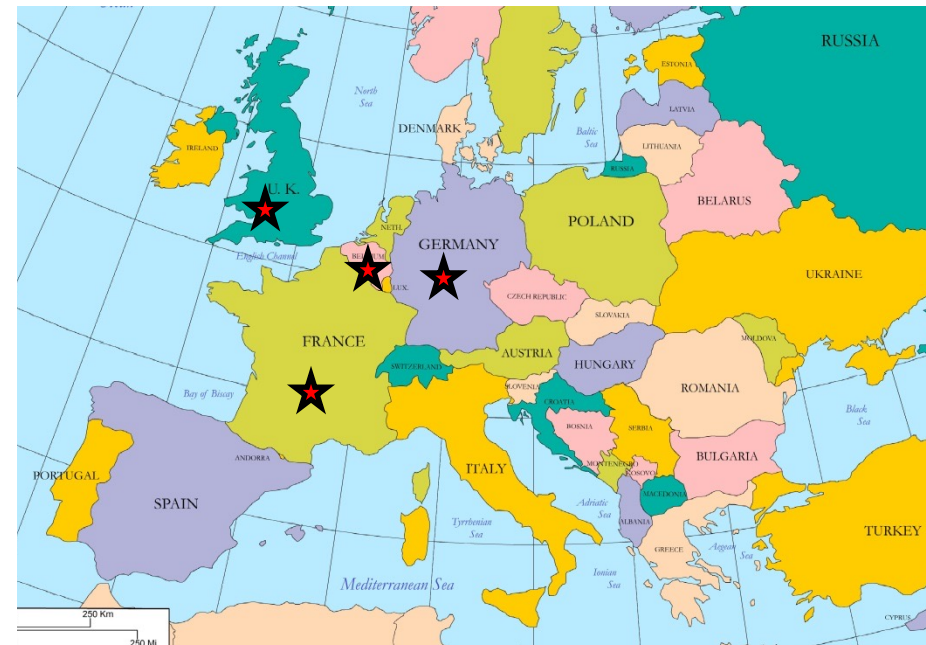 RUSSIA
ESTONIA
North
Sea
LATVIA
DENMARK
Baltic
Sea
LITHUANIA
IRELAND
RUSSIA
U. K.
BELARUS
POLAND
NETH.
GERMANY
English Channel
BELGIUM
UKRAINE
LUX.
CZECH REPUBLIC
SLOVAKIA
FRANCE
AUSTRIA
MOLDOVA
SWITZERLAND
HUNGARY
SLOVENIA
ROMANIA
Bay of Biscay
CROATIA
Black
Sea
BOSNIA
SERBIA
ANDORRA
BULGARIA
MONTENEGRO
KOSOVO
ITALY
PORTUGAL
MACEDONIA
SPAIN
Adriatic
Sea
ALBANIA
Tyrrhenian
Sea
TURKEY
GREECE
Aegean
Sea
Ionian
Sea
Mediterranean Sea
250 Km
CYPRUS
250 Mi